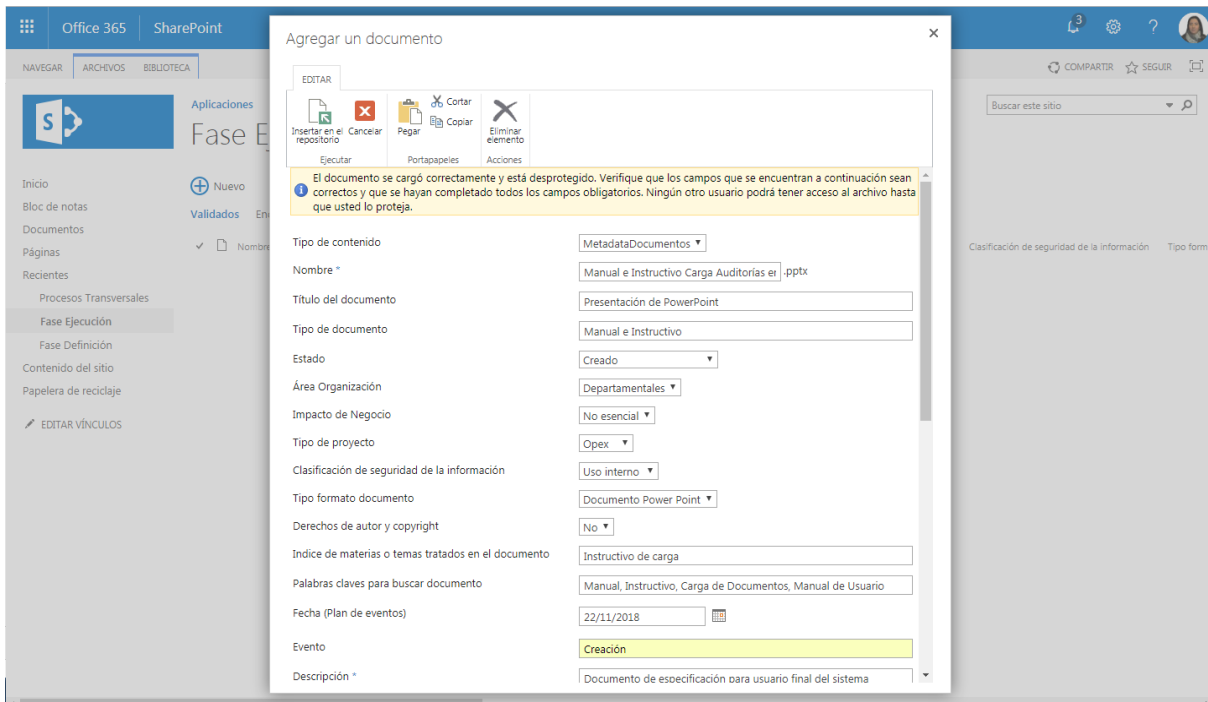 Office 365
SharePoint
3
?
NAVEGAR
ARCHIVOS
BIBLIOTECA
COMPARTIR
SEGUIR
Buscar este sitio
Aplicaciones
Fase E
Inicio
Bloc de notas
Documentos
Páginas
Recientes
Procesos Transversales
Fase Ejecución
Fase Definición
Contenido del sitio
Papelera de reciclaje
EDITAR VÍNCULOS
Nuevo
Validados
Nombre
Clasificación de seguridad de la información
Tipo form
Agregar un documento
EDITAR
Insertar en el
repositorio
Cancelar
Pegar
Cortar
Copiar
Eliminar
elemento
Ejecutar
Portapapeles
Acciones
El documento se cargó correctamente y está desprotegido. Verifique que los campos que se encuentran a continuación sean
correctos y que se hayan completado todos los campos obligatorios. Ningún otro usuario podrá tener acceso al archivo hasta
que usted lo proteja.
Tipo de contenido MetadataDocumentos
Nombre * Manual e Instructivo Carga Auditorías en .pptx
Título del documento Presentación de PowerPoint
Tipo de documento Manual e Instructivo
Estado Creado
Área Organización Departamentales
Impacto de Negocio No esencial
Tipo de proyecto Opex
Clasificación de seguridad de la información Uso interno
Tipo formato documento Documento Power Point
Derechos de autor y copyright No
Indice de materias o temas tratados en el documento Instructivo de carga
Palabras claves para buscar documento Manual, Instructivo, Carga de Documentos, Manual de Usuario
Fecha (Plan de eventos) 22/11/2018
Evento Creación
Descripción * Documento de especificación para usuario final del sistema